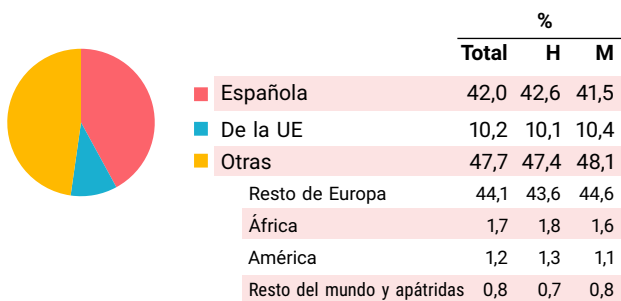 %
Total H M
Española 42,0 42,6 41,5
De la UE 10,2 10,1 10,4
Otras 47,7 47,4 48,1
Resto de Europa 44,1 43,6 44,6
África 1,7 1,8 1,6
América 1,2 1,3 1,1
Resto del mundo y apátridas 0,8 0,7 0,8